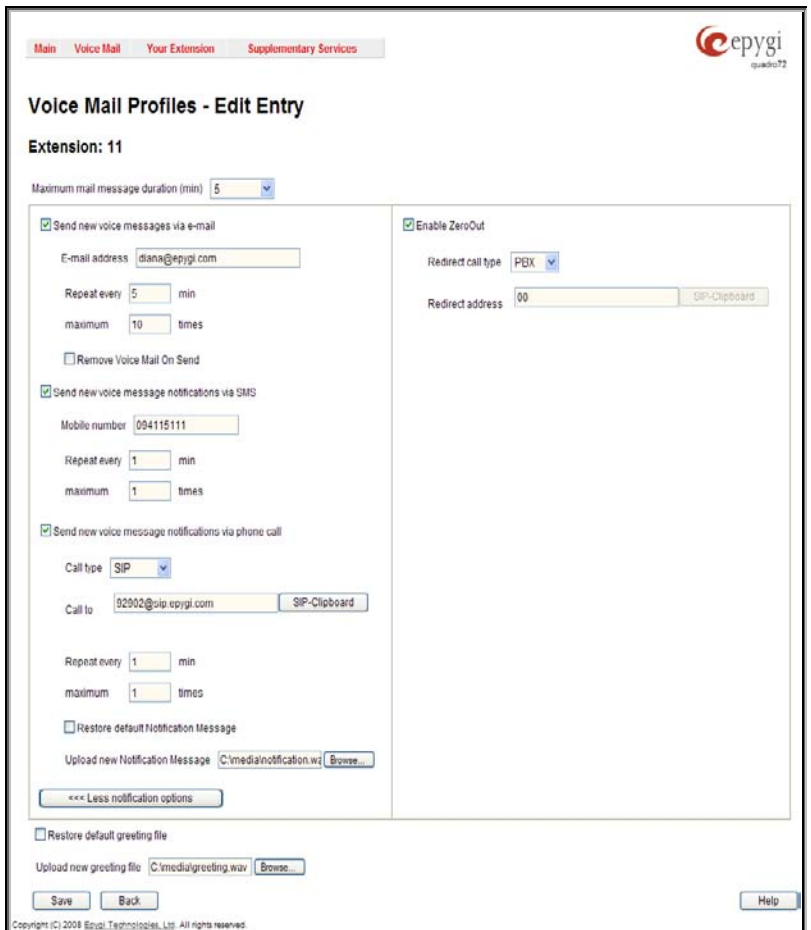 Main Voice Mail Your Extension Supplementary Services
epygi
quadro72
Voice Mail Profiles - Edit Entry
Extension: 11
Maximum mail message duration (min) 5
Send new voice messages via e-mail
E-mail address diana@epygi.com
Repeat every 5 min
maximum 10 times
Remove Voice Mail On Send
Send new voice message notifications via SMS
Mobile number 094115111
Repeat every 1 min
maximum 1 times
Send new voice message notifications via phone call
Call type SIP
Call to 92902@sip.epygi.com SIP-Clipboard
Repeat every 1 min
maximum 1 times
Restore default Notification Message
Upload new Notification Message C:\media\notification.wa Browse...
<<< Less notification options
Enable ZeroOut
Redirect call type PBX
Redirect address 00 SIP-Clipboard
Restore default greeting file
Upload new greeting file C:\media\greeting.wav Browse...
Save Back Help
Copyright (C) 2008 Epygi Technologies, Ltd. All rights reserved.